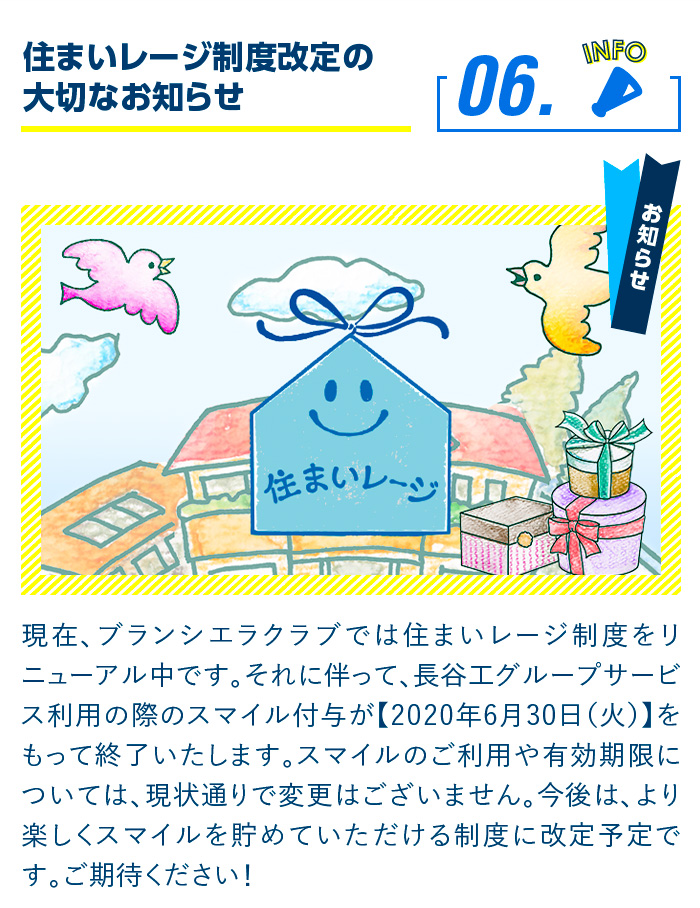 住まいレージ制度改定の
大切なお知らせ
06.
INFO
お知らせ
住まいレージ
現在、ブランシエラクラブでは住まいレージ制度をリ
ニューアル中です。それに伴って、長谷工グループサービ
ス利用の際のスマイル付与が【2020年6月30日（火）】を
もって終了いたします。スマイルのご利用や有効期限に
ついては、現状通りで変更はございません。今後は、より
楽しくスマイルを貯めていただける制度に改定予定で
す。ご期待ください！